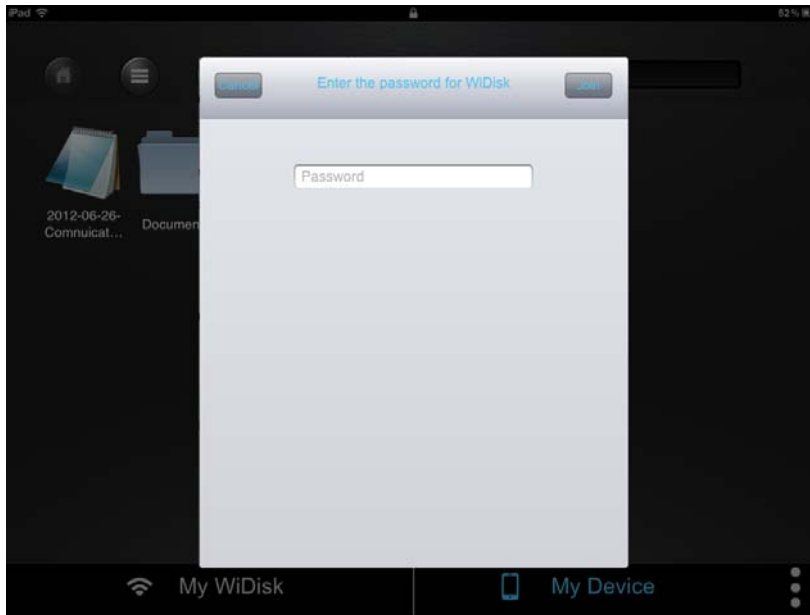 iPad 52%
Cancel Enter the password for WiDisk Join
Password
2012-06-26-
Comnuicat...
Documen
My WiDisk My Device